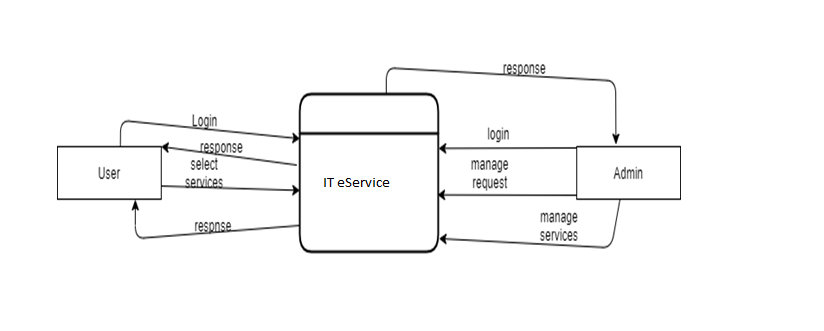 response
Login
response
select
services
User
respnse
IT eService
login
manage
request
Admin
manage
services